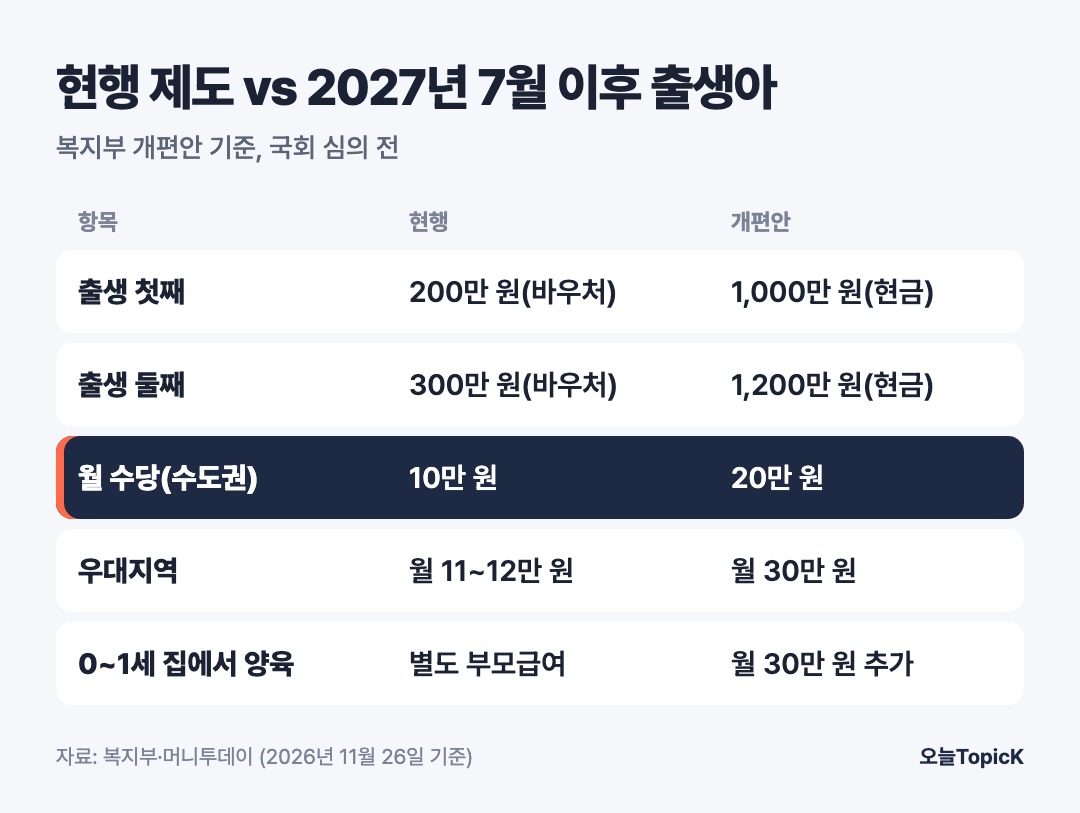 현행 제도 vs 2027년 7월 이후 출생아
복지부 개편안 기준, 국회 심의 전
항목 현행 개편안
출생 첫째 200만 원(바우처) 1,000만 원(현금)
출생 둘째 300만 원(바우처) 1,200만 원(현금)
월 수당(수도권) 10만 원 20만 원
우대지역 월 11~12만 원 월 30만 원
0~1세 집에서 양육 별도 부모급여 월 30만 원 추가
자료: 복지부·머니투데이 (2026년 11월 26일 기준) 오늘TopicK